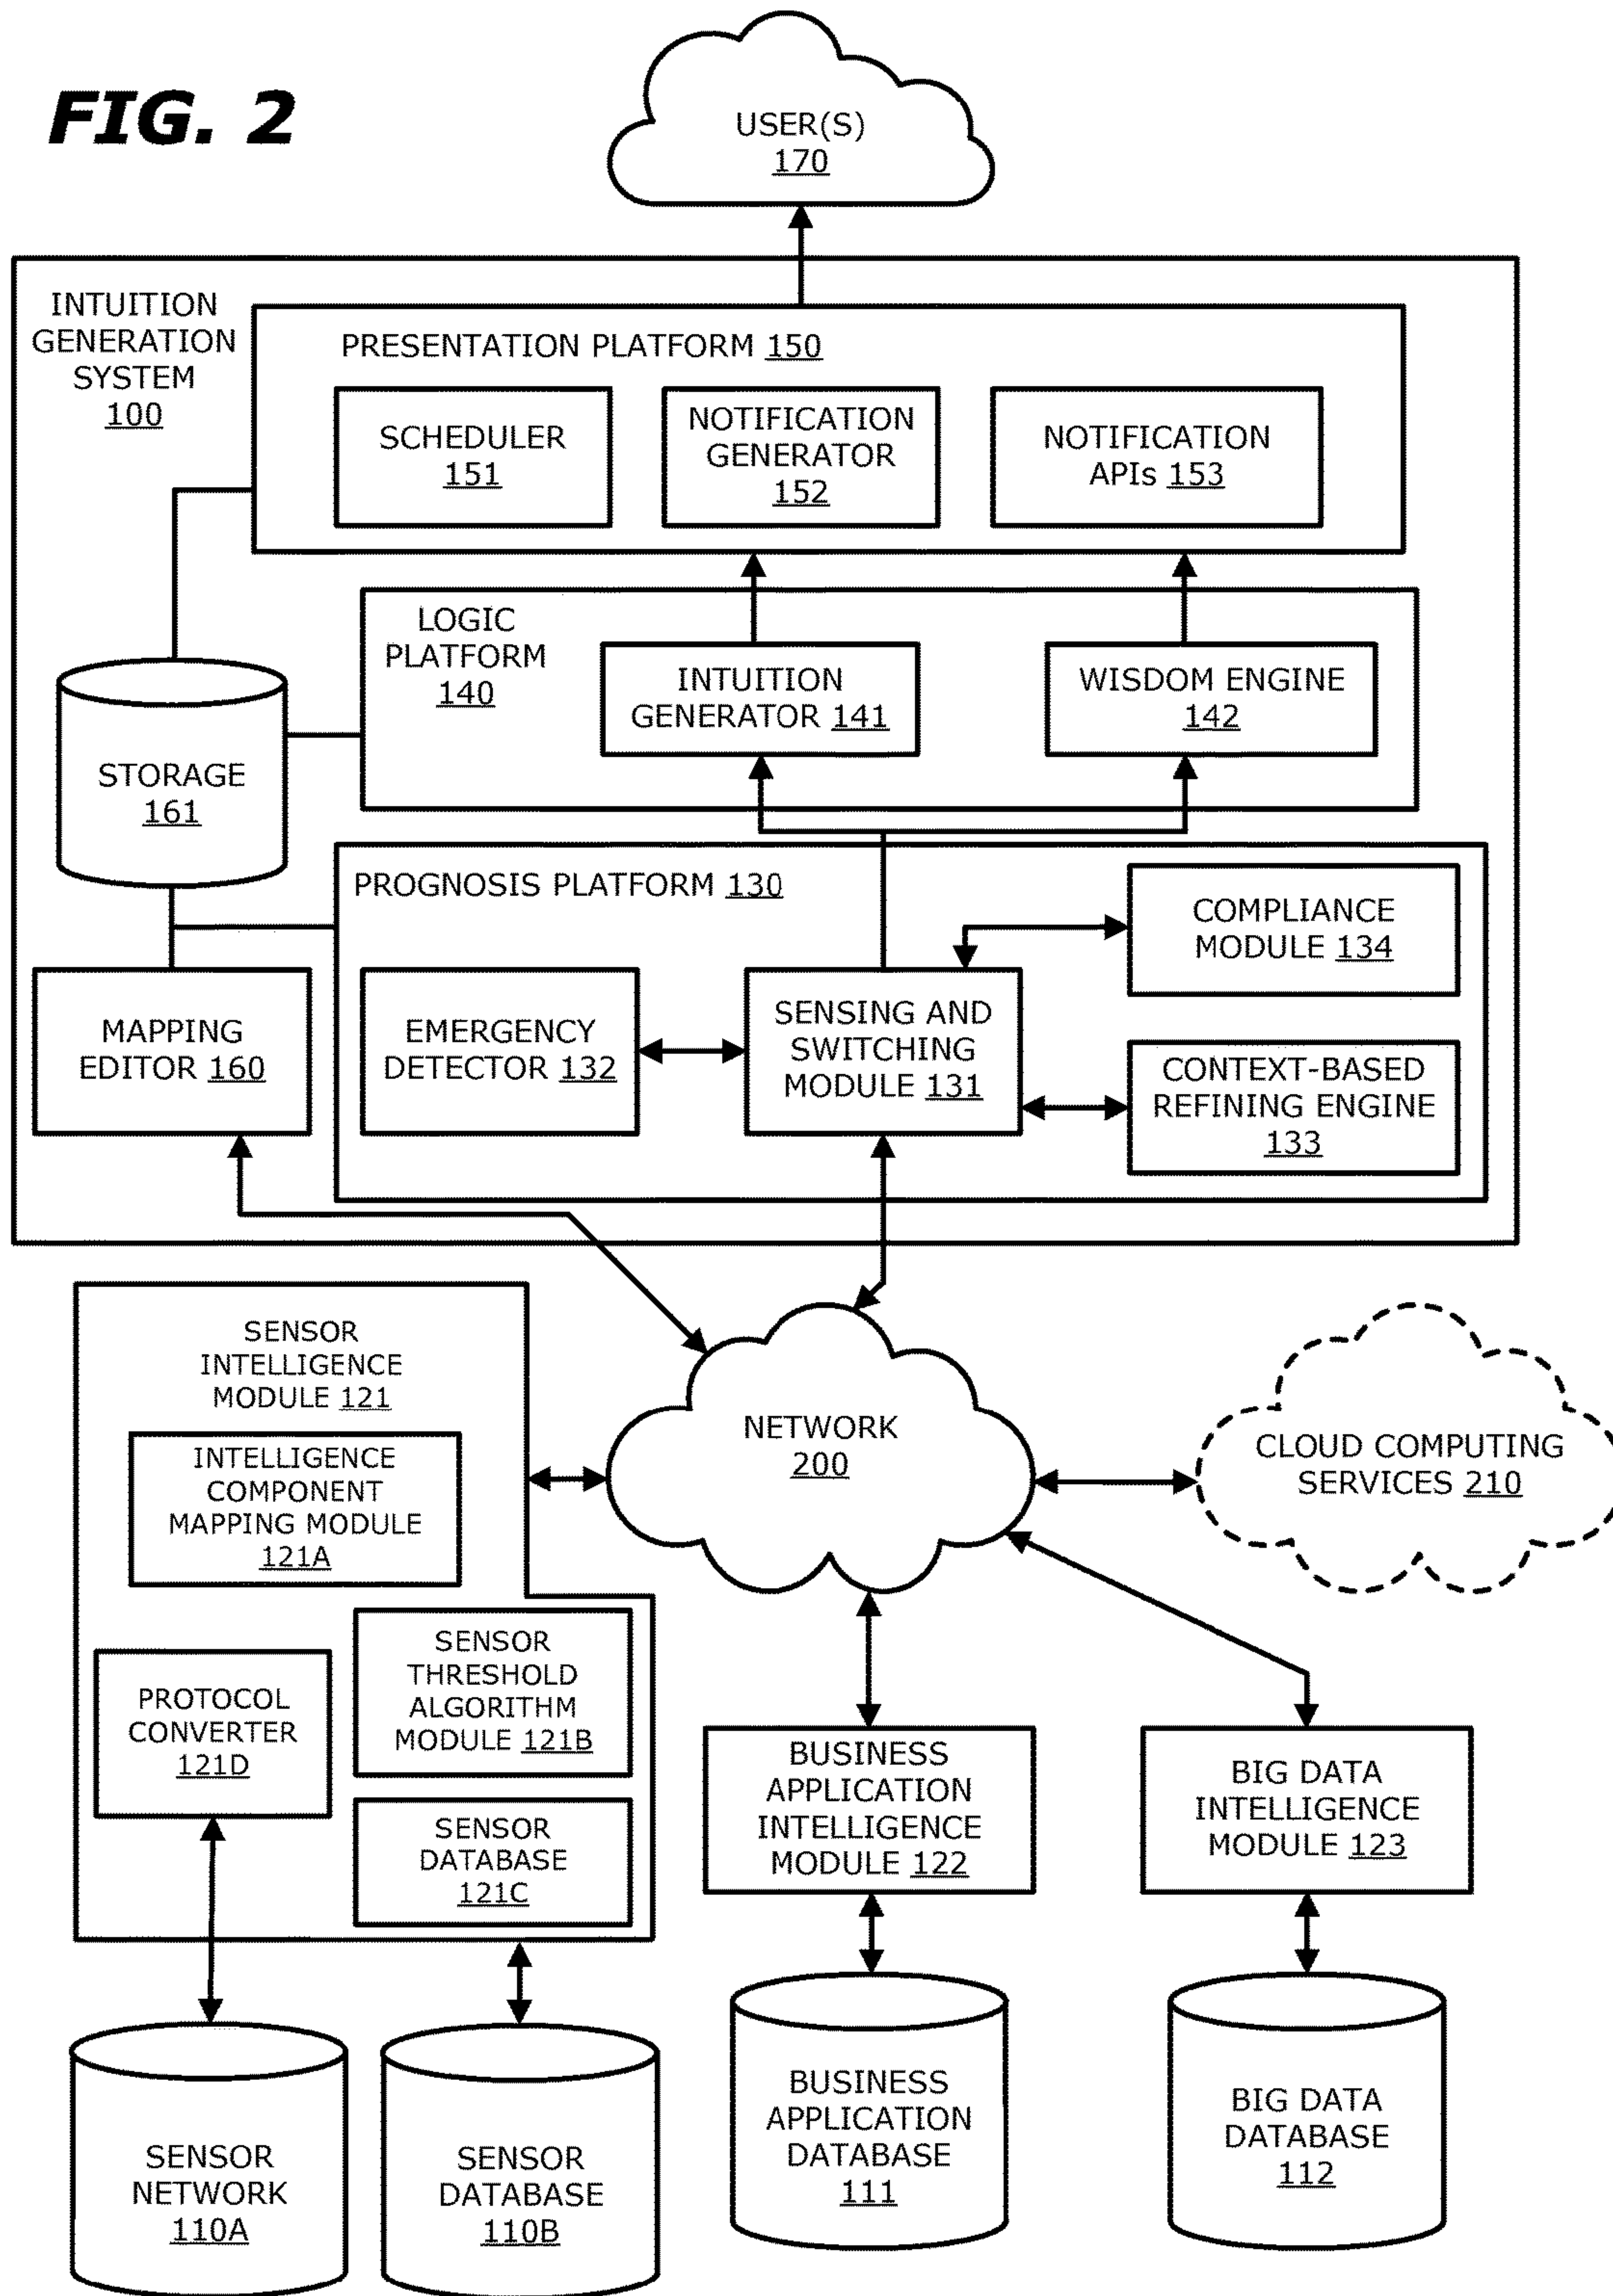 FIG. 2
USER(S)
170
INTUITION
GENERATION
SYSTEM
100
PRESENTATION PLATFORM 150
SCHEDULER
151
NOTIFICATION
GENERATOR
152
NOTIFICATION
APIs 153
LOGIC
PLATFORM
140
INTUITION
GENERATOR 141
WISDOM ENGINE
142
STORAGE
161
PROGNOSIS PLATFORM 130
COMPLIANCE
MODULE 134
MAPPING
EDITOR 160
EMERGENCY
DETECTOR 132
SENSING AND
SWITCHING
MODULE 131
CONTEXT-BASED
REFINING ENGINE
133
SENSOR
INTELLIGENCE
MODULE 121
INTELLIGENCE
COMPONENT
MAPPING MODULE
121A
NETWORK
200
CLOUD COMPUTING
SERVICES 210
PROTOCOL
CONVERTER
121D
SENSOR
THRESHOLD
ALGORITHM
MODULE 121B
SENSOR
DATABASE
121C
BUSINESS
APPLICATION
INTELLIGENCE
MODULE 122
BIG DATA
INTELLIGENCE
MODULE 123
SENSOR
NETWORK
110A
SENSOR
DATABASE
110B
BUSINESS
APPLICATION
DATABASE
111
BIG DATA
DATABASE
112